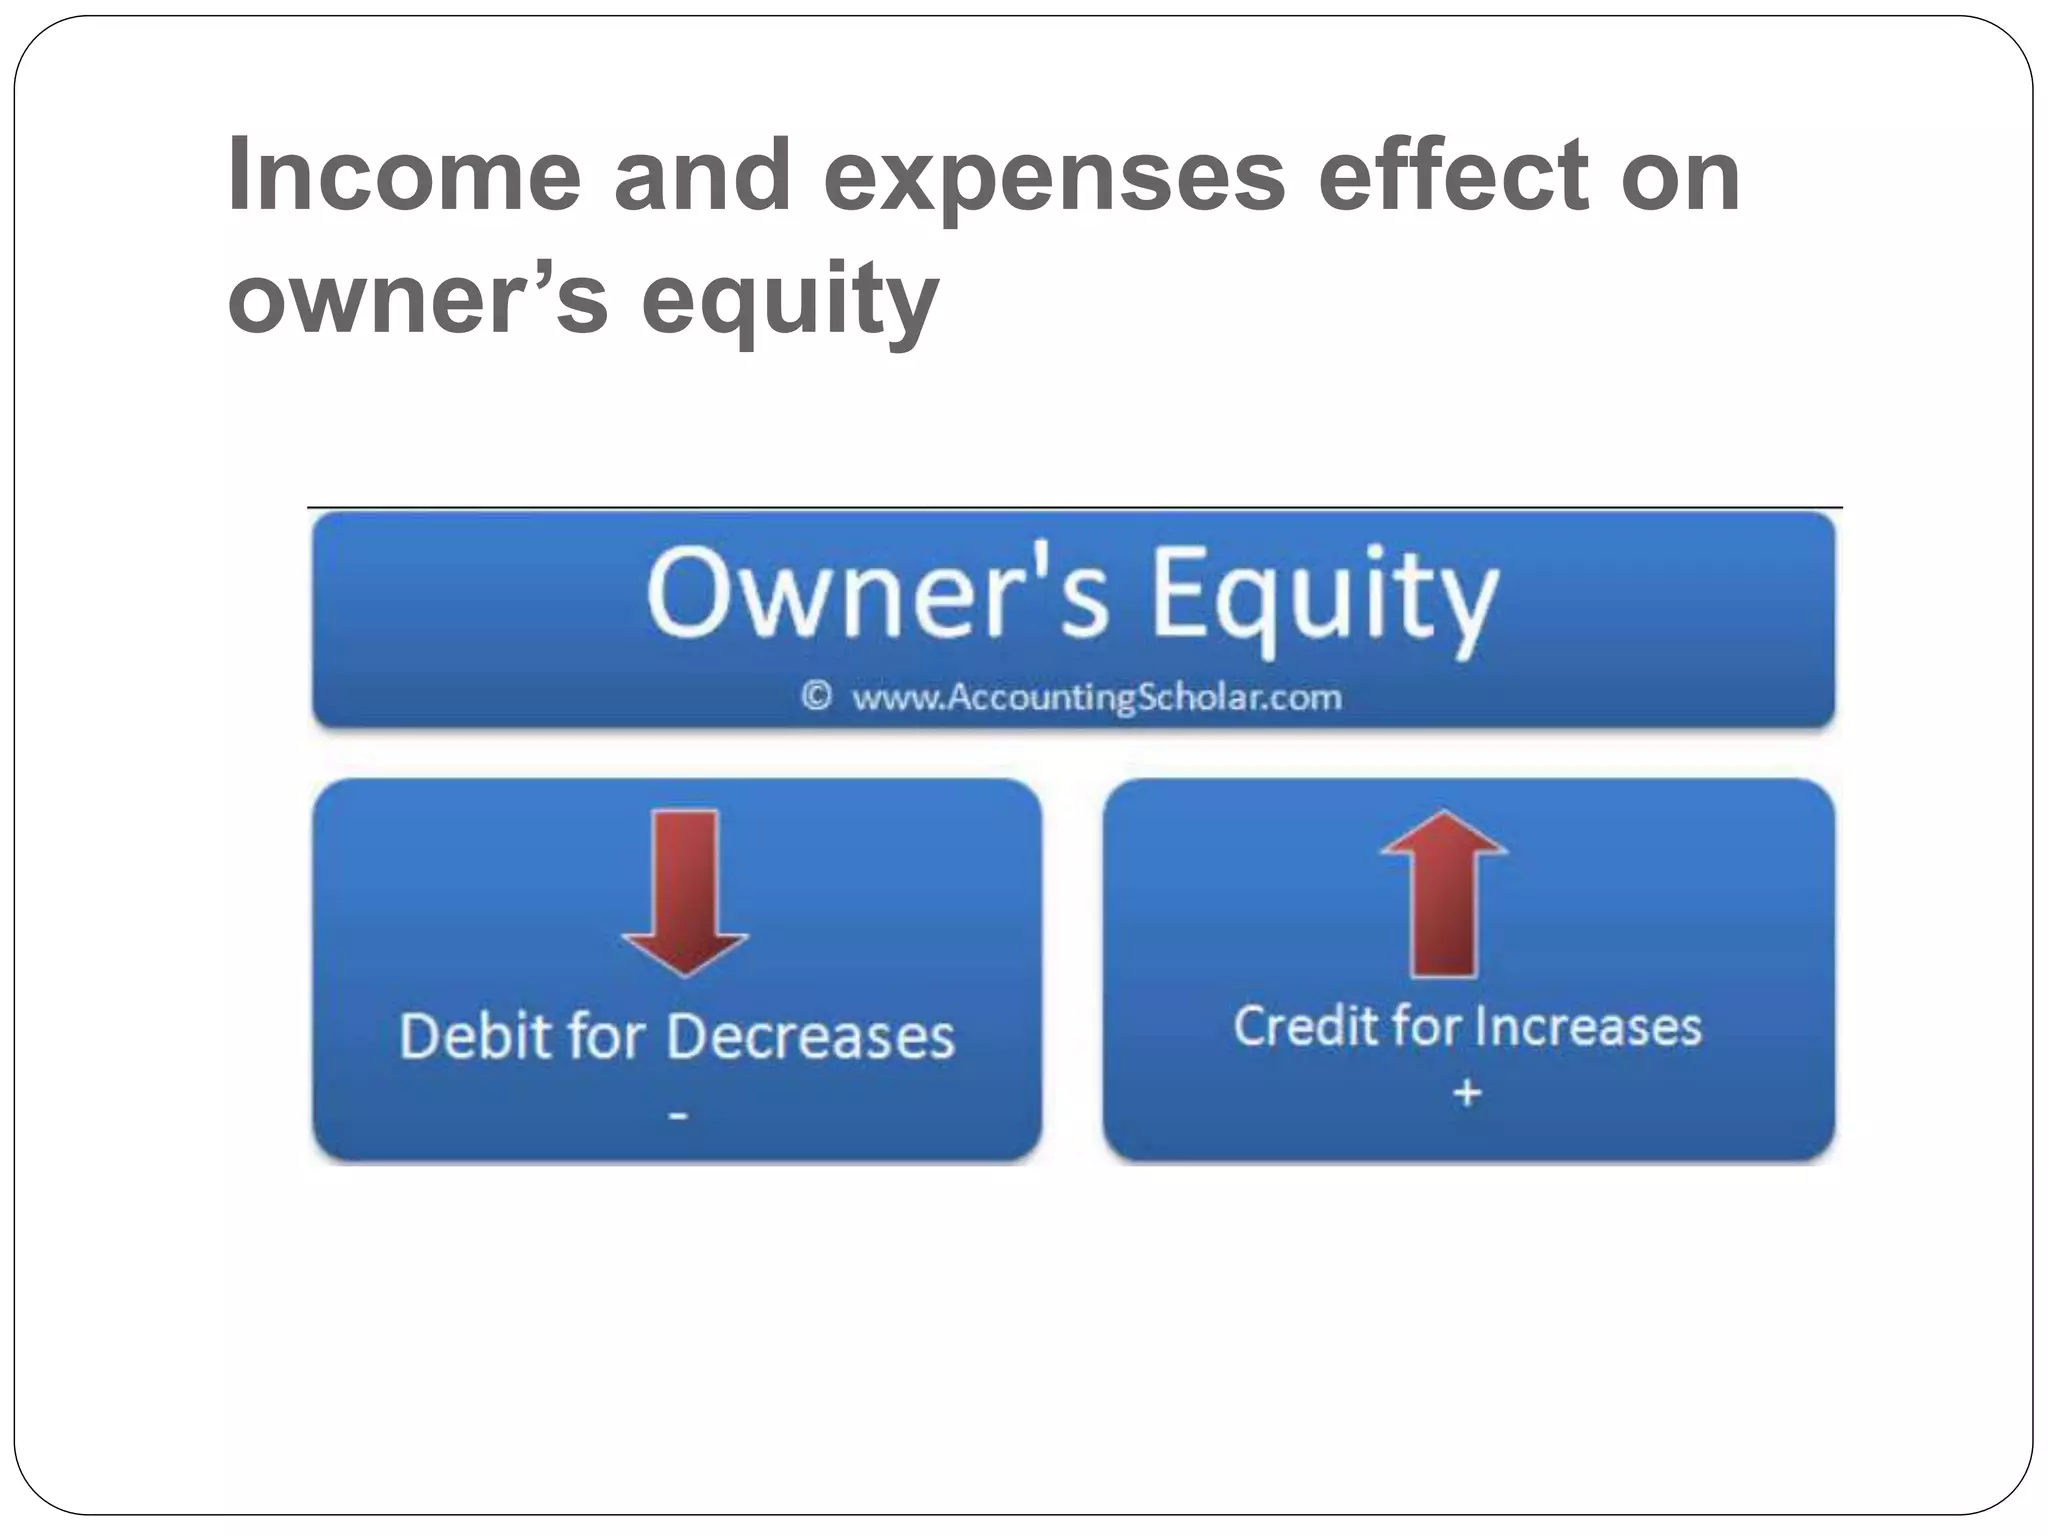 Income and expenses effect on
owner’s equity
Owner's Equity
© www.AccountingScholar.com
Debit for Decreases
-
Credit for Increases
+